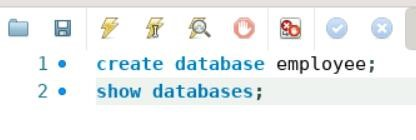 1 create database employee;
2 show databases;